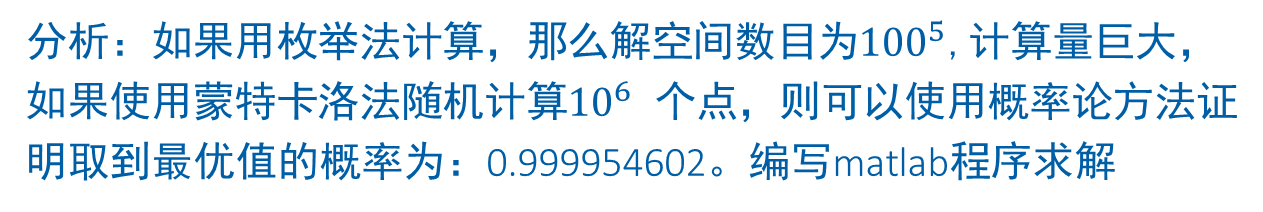 分析：如果用枚举法计算，那么解空间数目为100⁵, 计算量巨大，
如果使用蒙特卡洛法随机计算10⁶ 个点，则可以使用概率论方法证
明取到最优值的概率为：0.999954602。编写matlab程序求解